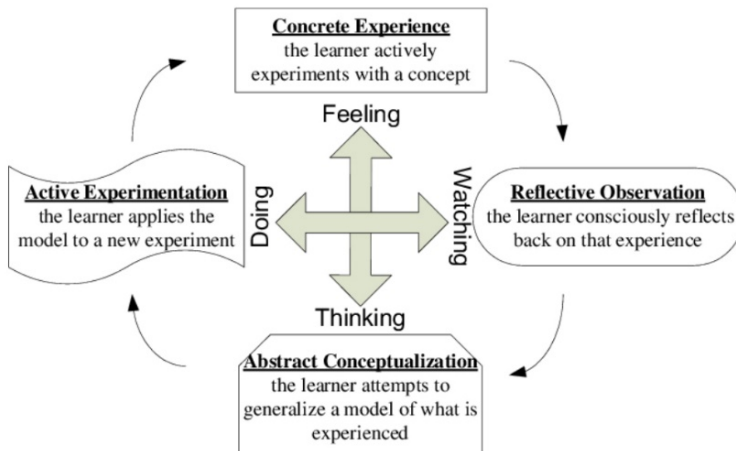 Concrete Experience
the learner actively
experiments with a concept
Feeling
Active Experimentation
the learner applies the
model to a new experiment
Doing
Watching
Reflective Observation
the learner consciously reflects
back on that experience
Thinking
Abstract Conceptualization
the learner attempts to
generalize a model of what is
experienced